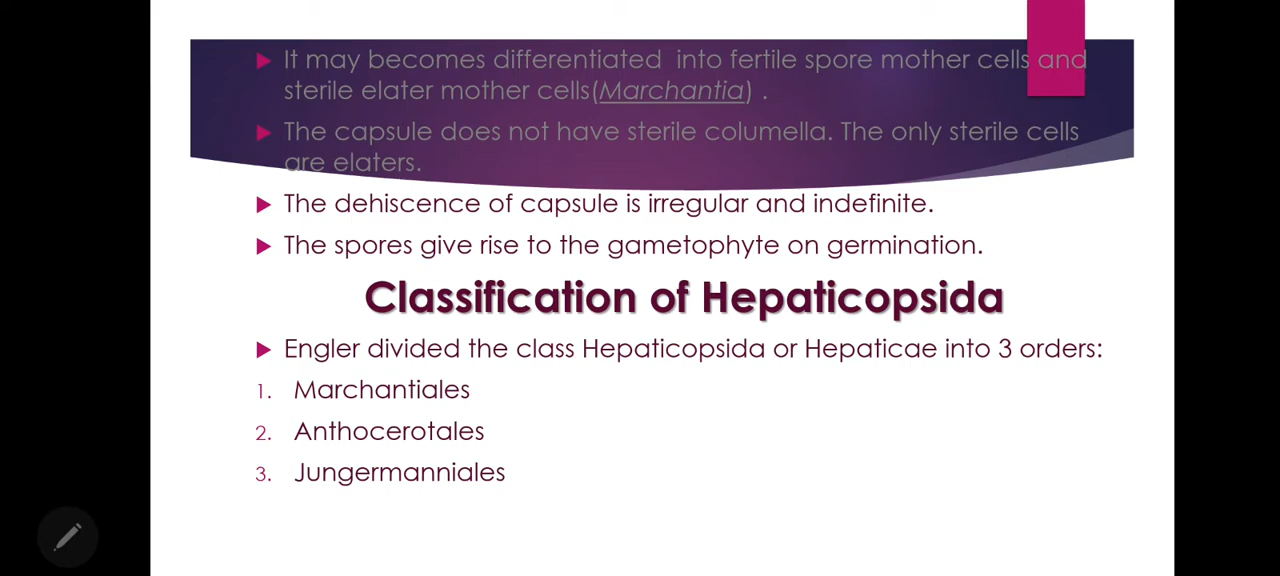 It may becomes differentiated into fertile spore mother cells and
sterile elater mother cells(Marchantia) .
The capsule does not have sterile columella. The only sterile cells
are elaters.
The dehiscence of capsule is irregular and indefinite.
The spores give rise to the gametophyte on germination.
Classification of Hepaticopsida
Engler divided the class Hepaticopsida or Hepaticae into 3 orders:
1. Marchantiales
2. Anthocerotales
3. Jungermanniales